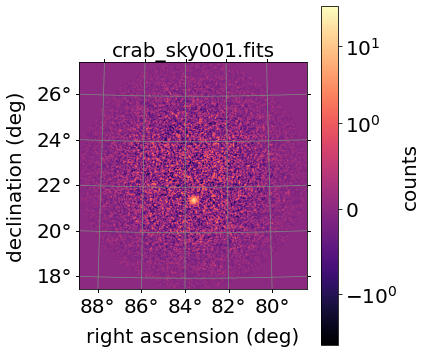 crab_sky001.fits
declination (deg)
26°
24°
22°
20°
18°
88° 86° 84° 82° 80°
right ascension (deg)
10¹
10⁰
0
−10⁰
counts